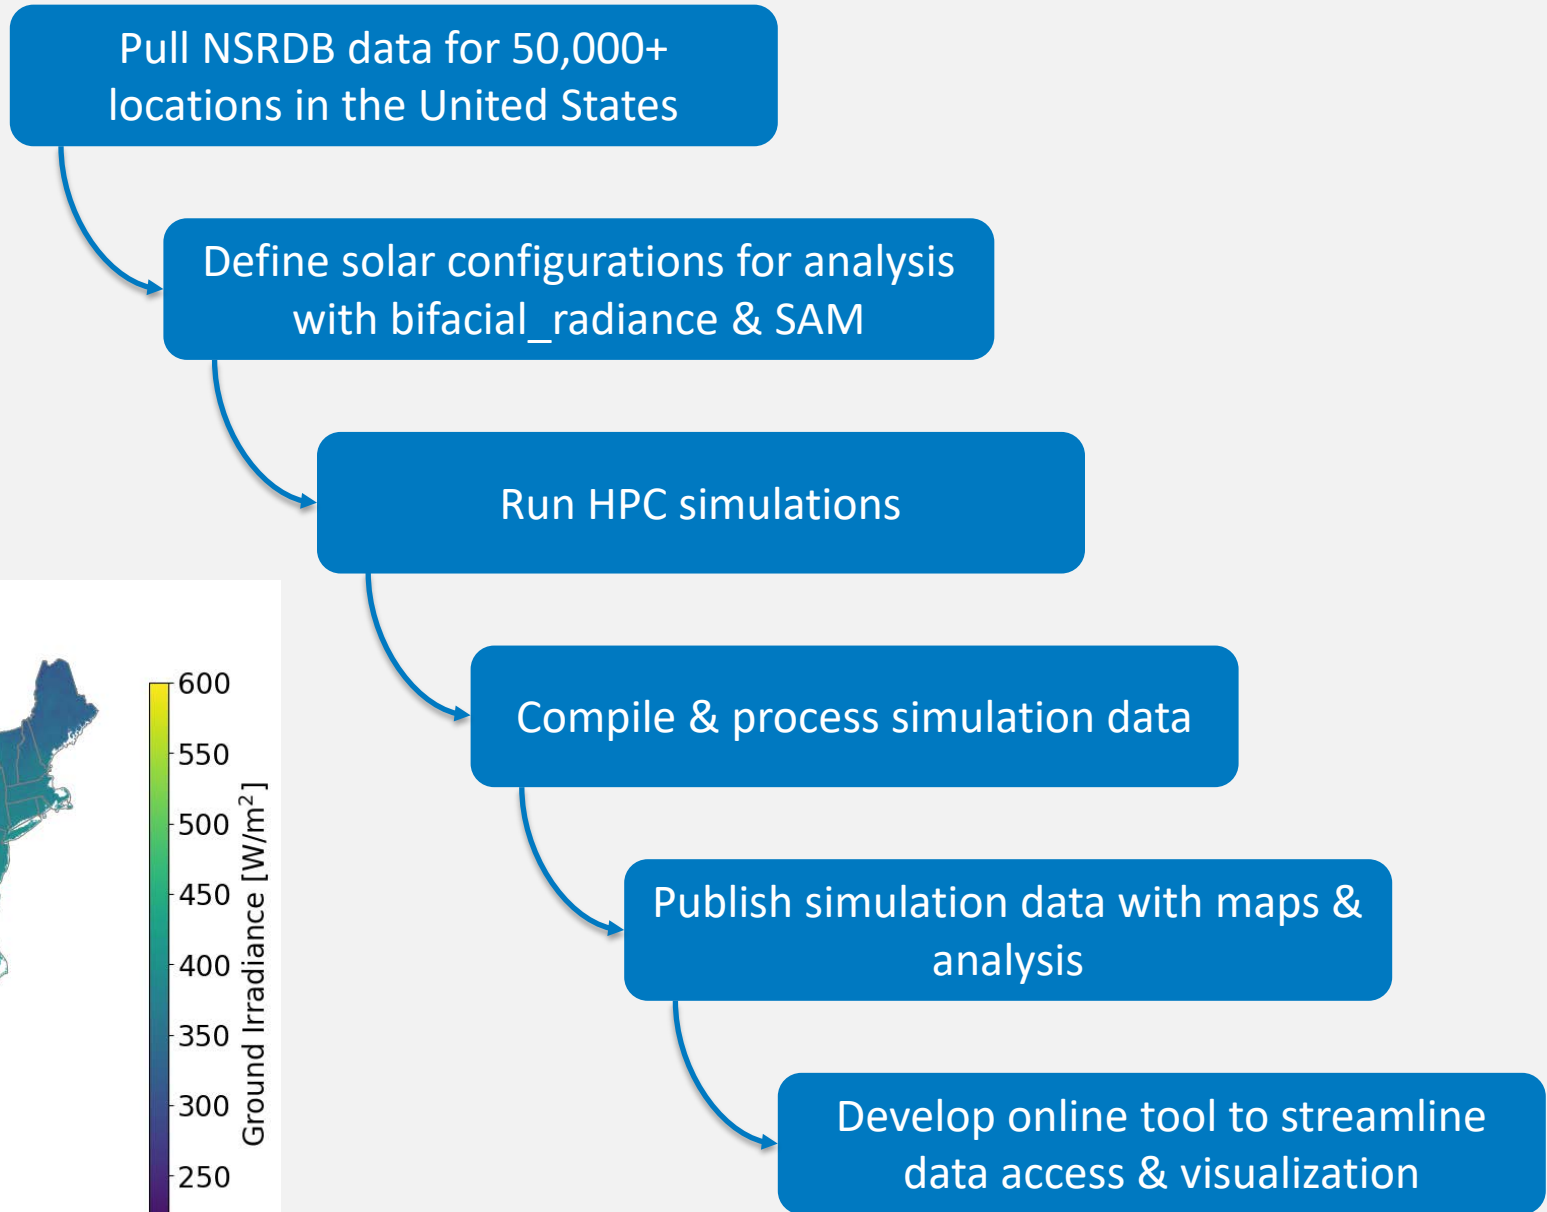 Pull NSRDB data for 50,000+
locations in the United States
Define solar configurations for analysis
with bifacial_radiance & SAM
Run HPC simulations
Compile & process simulation data
Publish simulation data with maps &
analysis
Develop online tool to streamline
data access & visualization
600
550
500
450
400
350
300
250
Ground Irradiance [W/m²]